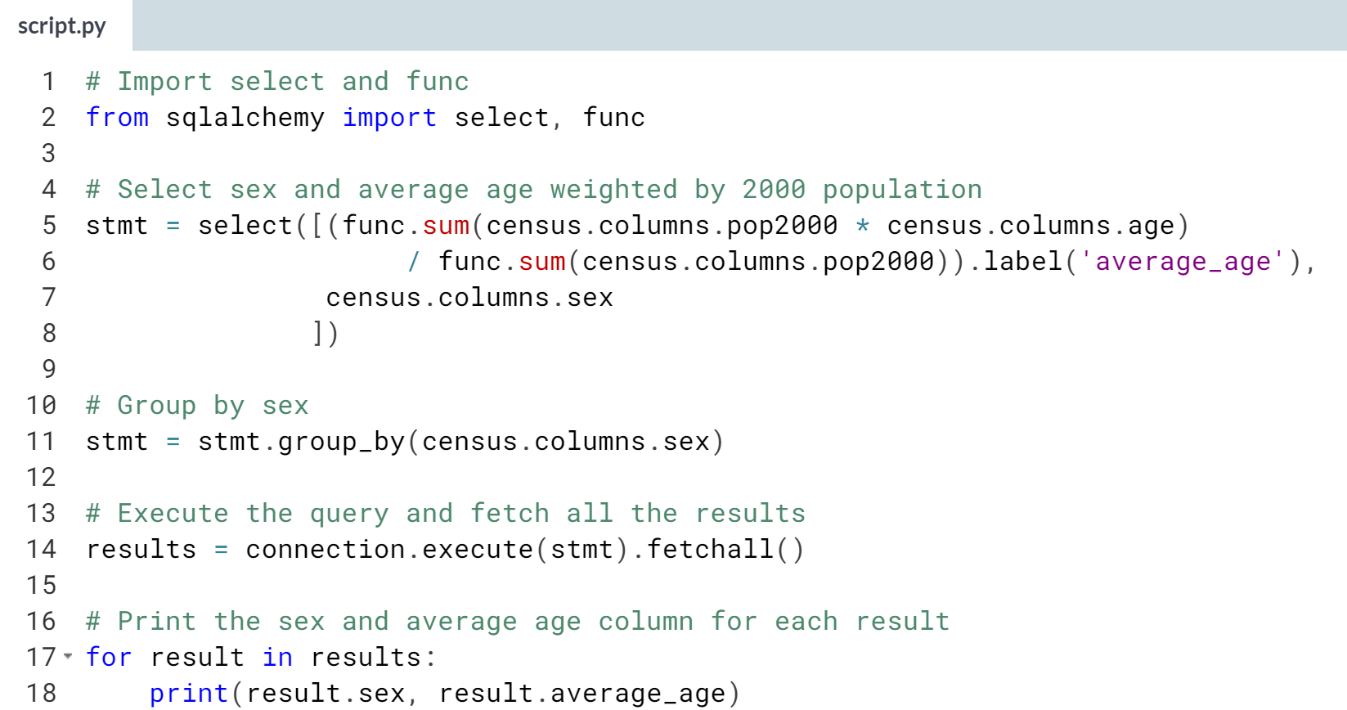 script.py
1 # Import select and func
2 from sqlalchemy import select, func
3
4 # Select sex and average age weighted by 2000 population
5 stmt = select([(func.sum(census.columns.pop2000 * census.columns.age)
6                     / func.sum(census.columns.pop2000)).label('average_age'),
7                census.columns.sex
8               ])
9
10 # Group by sex
11 stmt = stmt.group_by(census.columns.sex)
12
13 # Execute the query and fetch all the results
14 results = connection.execute(stmt).fetchall()
15
16 # Print the sex and average age column for each result
17 for result in results:
18     print(result.sex, result.average_age)